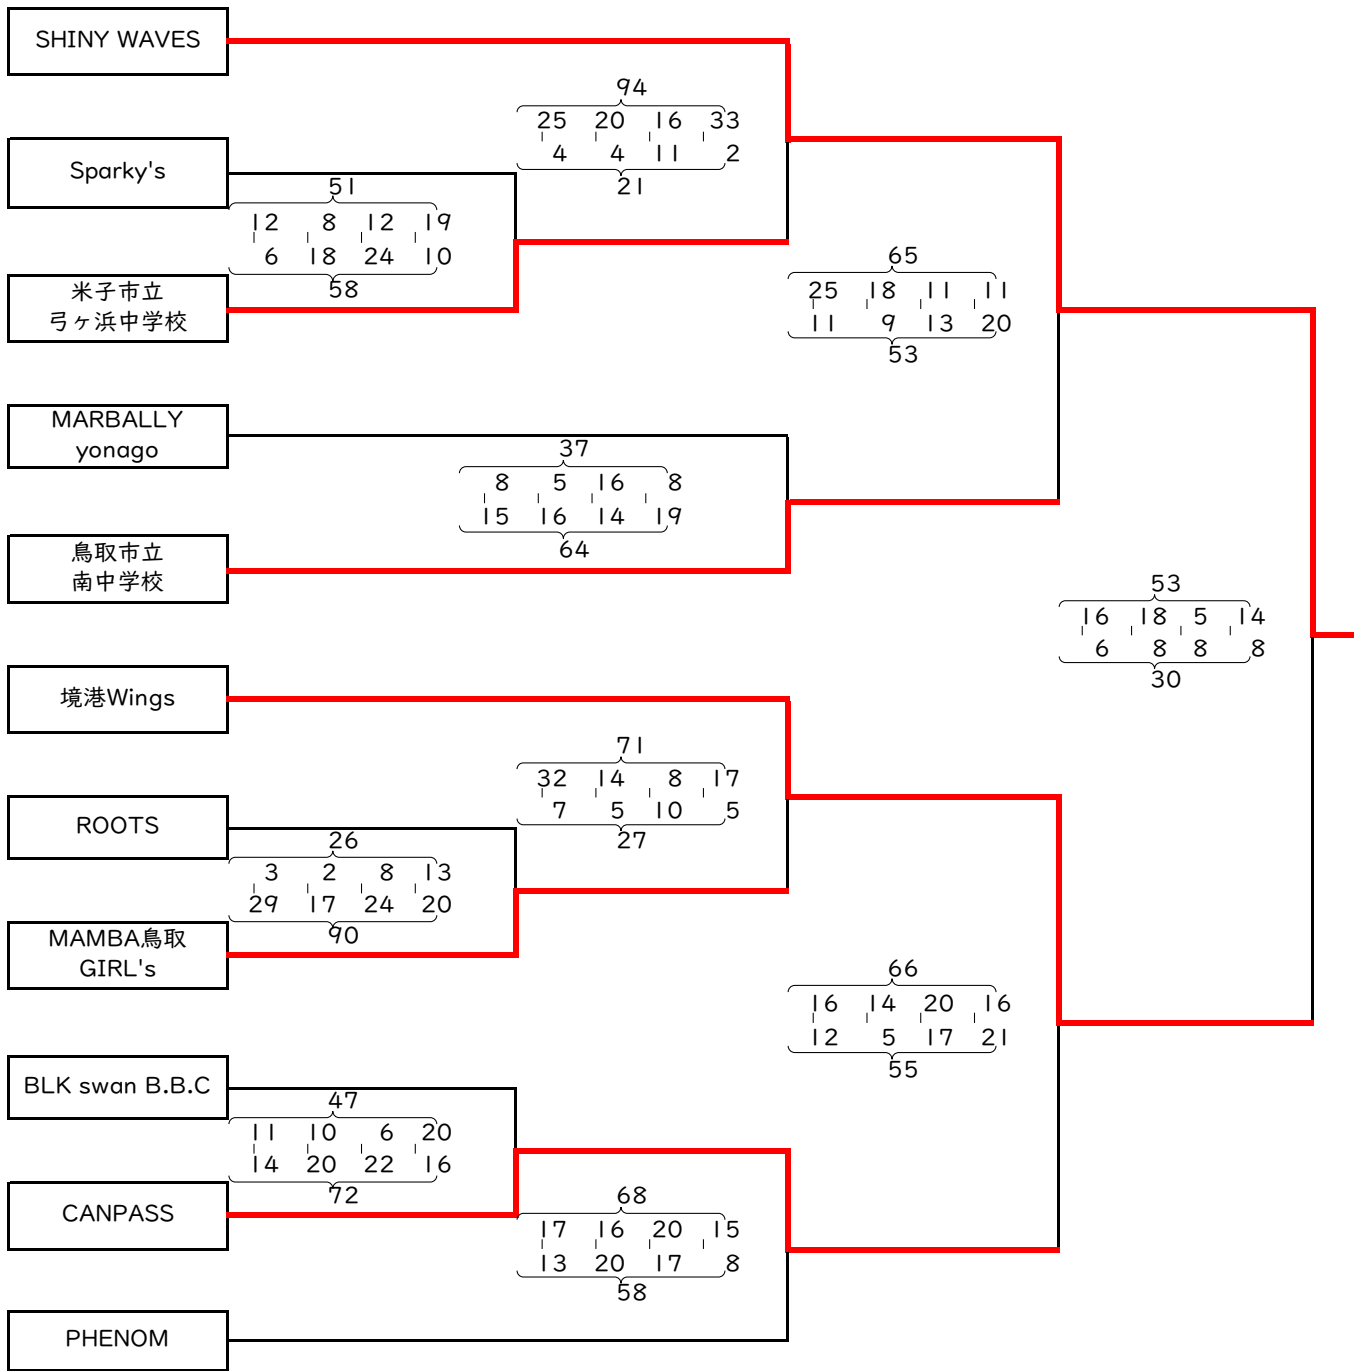 SHINY WAVES
94
25 20 16 33
4 4 11 2
21
Sparky's
51
12 8 12 19
6 18 24 10
58
米子市立
弓ヶ浜中学校
65
25 18 11 11
11 9 13 20
53
MARBALLY
yonago
37
8 5 16 8
15 16 14 19
64
鳥取市立
南中学校
53
16 18 5 14
6 8 8 8
30
境港Wings
71
32 14 8 17
7 5 10 5
27
ROOTS
26
3 2 8 13
29 17 24 20
90
MAMBA鳥取
GIRL's
66
16 14 20 16
12 5 17 21
55
BLK swan B.B.C
47
11 10 6 20
14 20 22 16
72
CANPASS
68
17 16 20 15
13 20 17 8
58
PHENOM